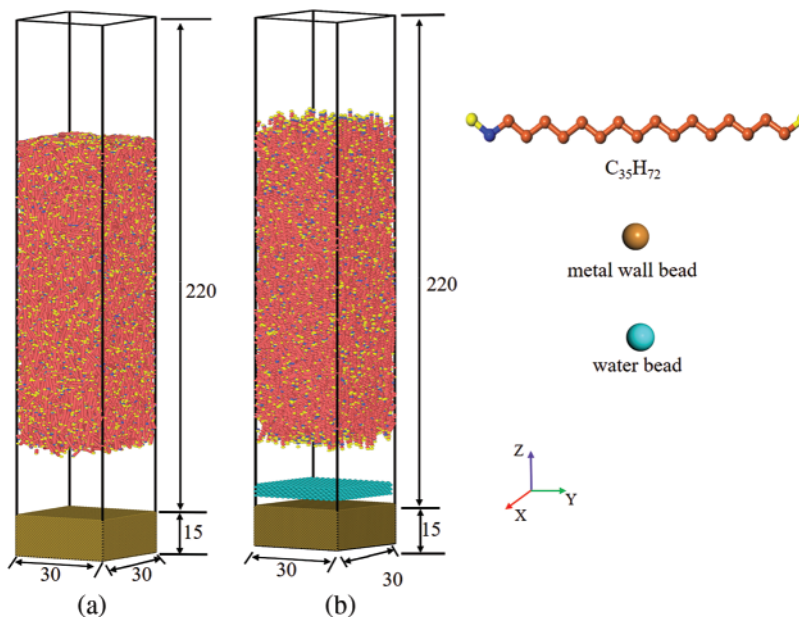 220
15
30
30
(a)
220
15
30
30
(b)
C₃₅H₇₂
metal wall bead
water bead
Z
Y
X